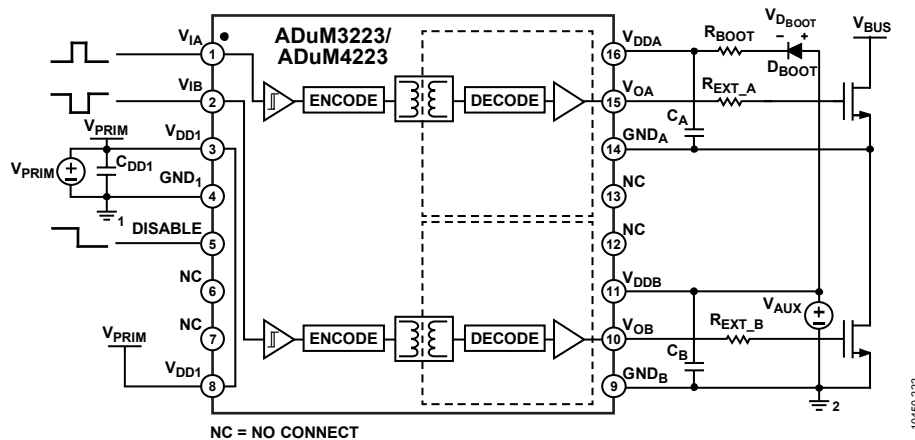 ADuM3223/
ADuM4223
VIA
1
VIB
2
VPRIM
VDD1
3
VPRIM
CDD1
GND1
4
1
DISABLE
5
NC
6
NC
7
VPRIM
VDD1
8
ENCODE
DECODE
ENCODE
DECODE
VDBOOT
− +
VBUS
VDDA
16
RBOOT
DBOOT
VOA
15
REXT_A
CA
GNDA
14
NC
13
NC
12
VDDB
11
VAUX
VOB
10
REXT_B
CB
GNDB
9
2
NC = NO CONNECT